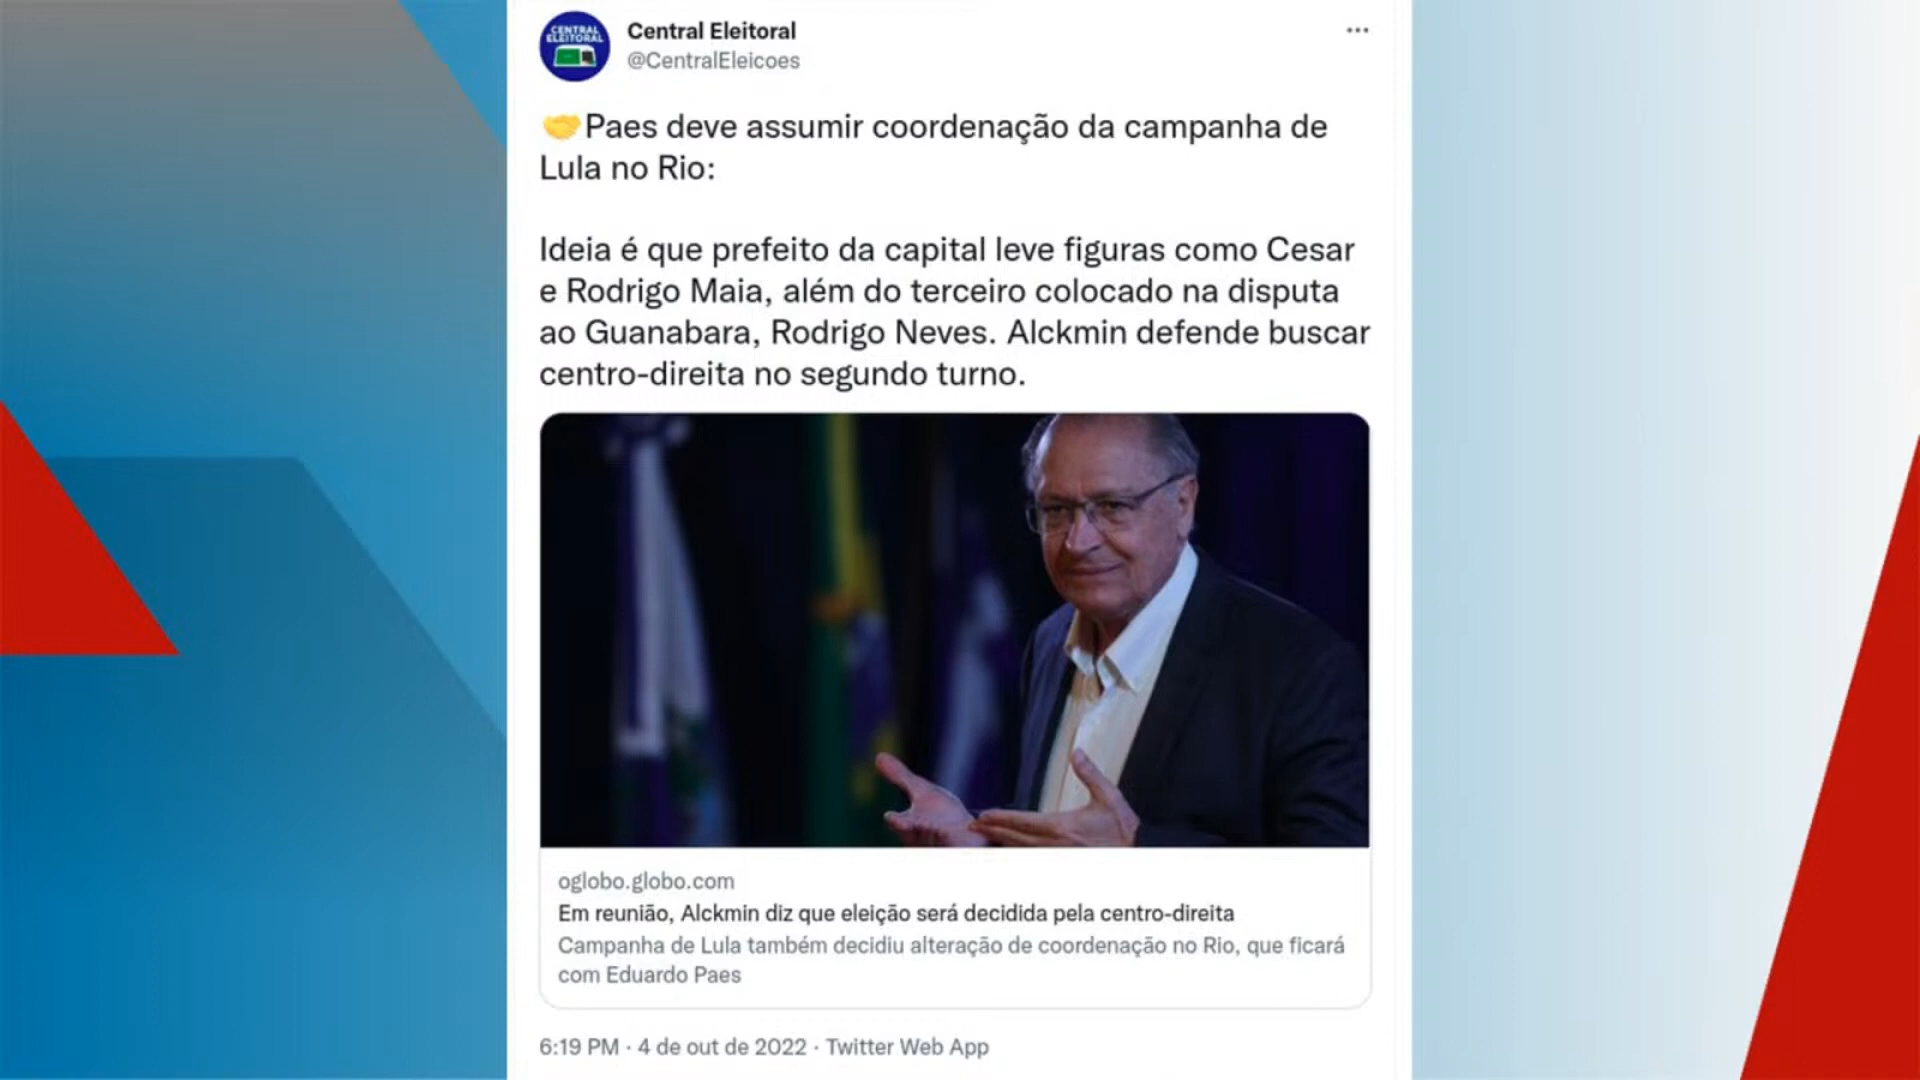 CENTRAL
ELEITORAL
Central Eleitoral
@CentralEleicoes
🤝Paes deve assumir coordenação da campanha de
Lula no Rio:
Ideia é que prefeito da capital leve figuras como Cesar
e Rodrigo Maia, além do terceiro colocado na disputa
ao Guanabara, Rodrigo Neves. Alckmin defende buscar
centro-direita no segundo turno.
oglobo.globo.com
Em reunião, Alckmin diz que eleição será decidida pela centro-direita
Campanha de Lula também decidiu alteração de coordenação no Rio, que ficará
com Eduardo Paes
6:19 PM · 4 de out de 2022 · Twitter Web App